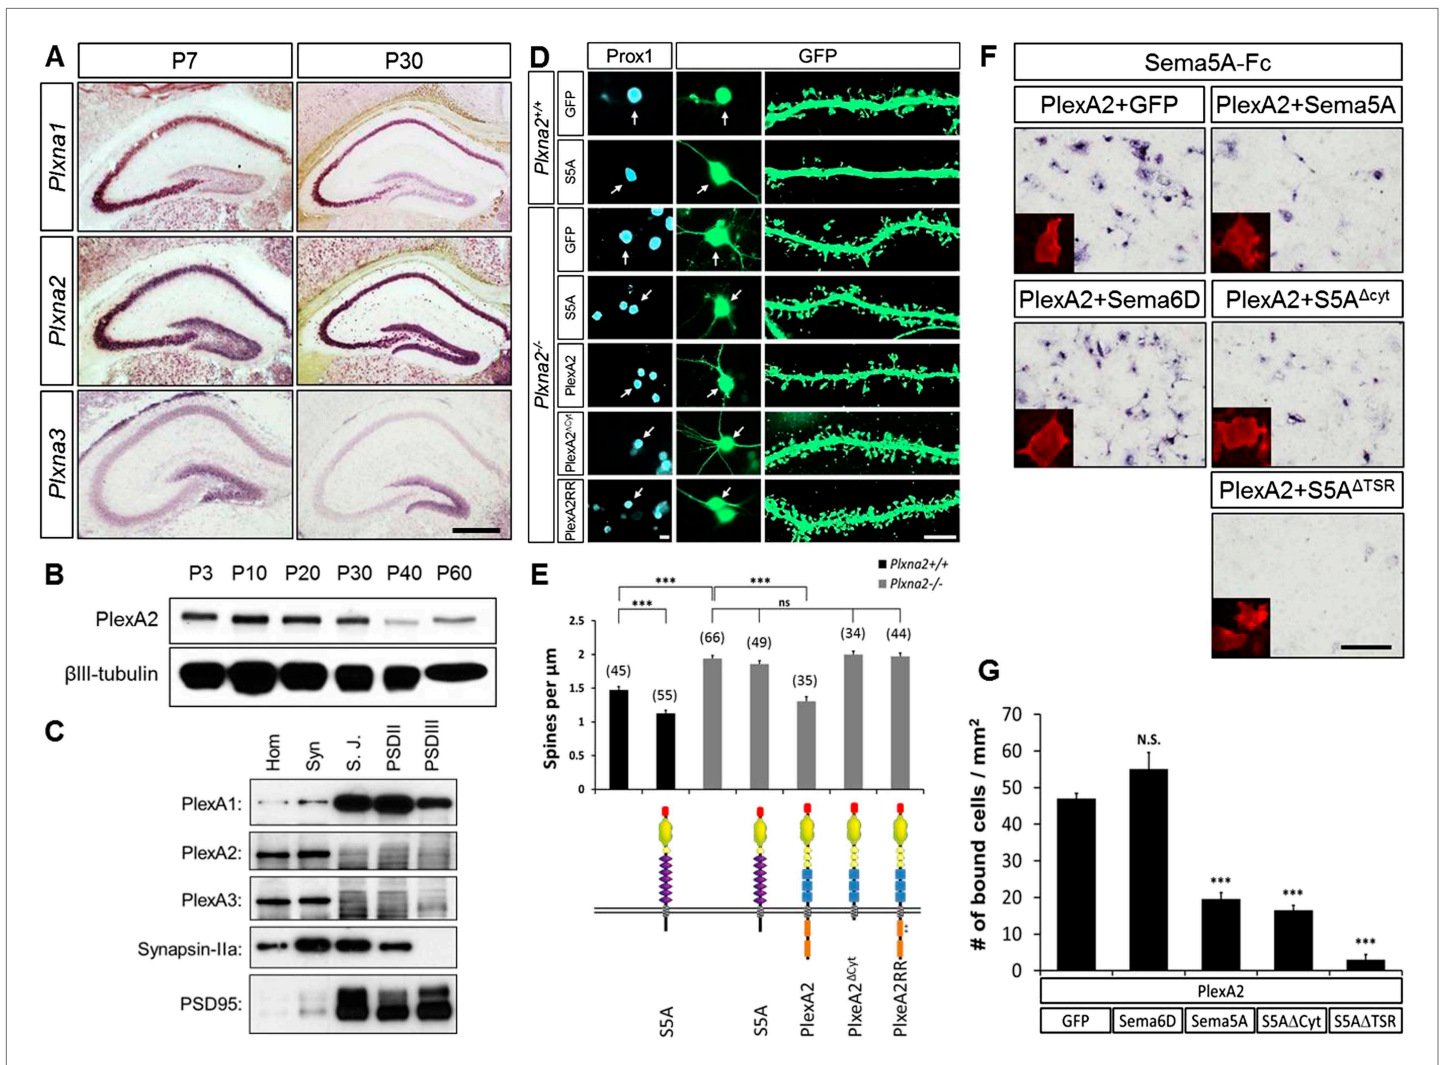 A
P7
P30
Plxna1
Plxna2
Plxna3
B
P3 P10 P20 P30 P40 P60
PlexA2
βIII-tubulin
C
Hom
Syn
S. J.
PSDII
PSDIII
PlexA1:
PlexA2:
PlexA3:
Synapsin-IIa:
PSD95:
D
Prox1
GFP
Plxna2+/+
GFP
S5A
Plxna2-/-
GFP
S5A
PlexA2
PlexA2ΔCyt
PlexA2RR
E
Plxna2+/+
Plxna2-/-
*** ***
*** ns
Spines per µm
2.5
2
1.5
1
0.5
0
(45) (55) (66) (49) (35) (34) (44)
**
S5A
S5A
PlexA2
PlxeA2ΔCyt
PlxeA2RR
F
Sema5A-Fc
PlexA2+GFP
PlexA2+Sema5A
PlexA2+Sema6D
PlexA2+S5AΔcyt
PlexA2+S5AΔTSR
G
# of bound cells / mm2
70
60
50
40
30
20
10
0
N.S.
*** *** ***
PlexA2
GFP
Sema6D
Sema5A
S5AΔCyt
S5AΔTSR